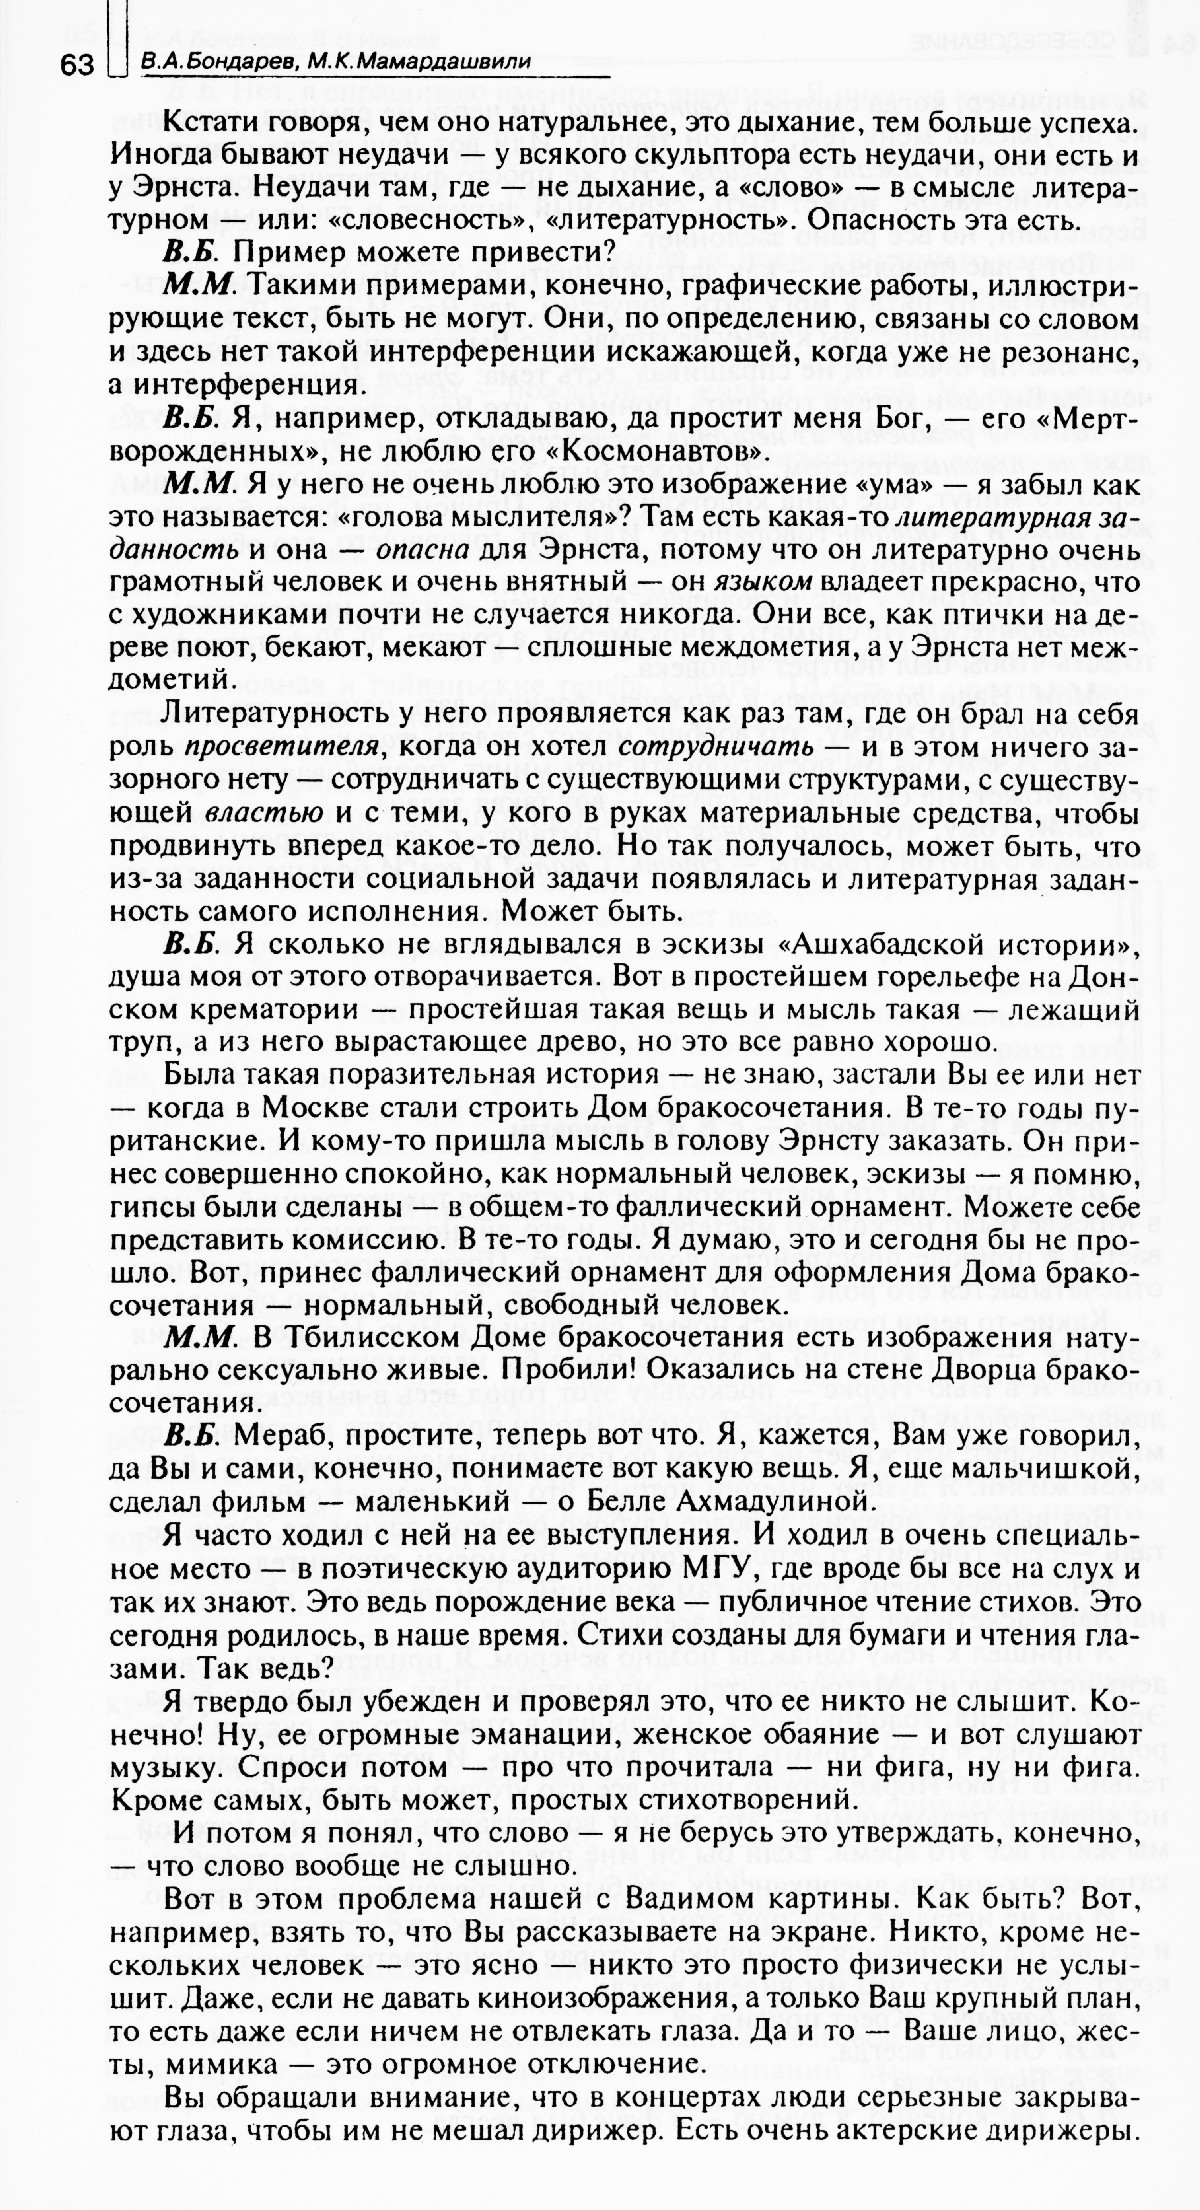 63
В.А.Бондарев, М.К.Мамардашвили
Кстати говоря, чем оно натуральнее, это дыхание, тем больше успеха.
Иногда бывают неудачи — у всякого скульптора есть неудачи, они есть и
у Эрнста. Неудачи там, где — не дыхание, а «слово» — в смысле литера-
турном — или: «словесность», «литературность». Опасность эта есть.
В.Б. Пример можете привести?
М.М. Такими примерами, конечно, графические работы, иллюстри-
рующие текст, быть не могут. Они, по определению, связаны со словом
и здесь нет такой интерференции искажающей, когда уже не резонанс,
а интерференция.
В.Б. Я, например, откладываю, да простит меня Бог, — его «Мерт-
ворожденных», не люблю его «Космонавтов».
М.М. Я у него не очень люблю это изображение «ума» — я забыл как
это называется: «голова мыслителя»? Там есть какая-то литературная за-
данность и она — опасна для Эрнста, потому что он литературно очень
грамотный человек и очень внятный — он языком владеет прекрасно, что
с художниками почти не случается никогда. Они все, как птички на де-
реве поют, бекают, мекают — сплошные междометия, а у Эрнста нет меж-
дометий.
Литературность у него проявляется как раз там, где он брал на себя
роль просветителя, когда он хотел сотрудничать — и в этом ничего за-
зорного нету — сотрудничать с существующими структурами, с существу-
ющей властью и с теми, у кого в руках материальные средства, чтобы
продвинуть вперед какое-то дело. Но так получалось, может быть, что
из-за заданности социальной задачи появлялась и литературная задан-
ность самого исполнения. Может быть.
В.Б. Я сколько не вглядывался в эскизы «Ашхабадской истории»,
душа моя от этого отворачивается. Вот в простейшем горельефе на Дон-
ском крематории — простейшая такая вещь и мысль такая — лежащий
труп, а из него вырастающее древо, но это все равно хорошо.
Была такая поразительная история — не знаю, застали Вы ее или нет
— когда в Москве стали строить Дом бракосочетания. В те-то годы пу-
ританские. И кому-то пришла мысль в голову Эрнсту заказать. Он при-
нес совершенно спокойно, как нормальный человек, эскизы — я помню,
гипсы были сделаны — в общем-то фаллический орнамент. Можете себе
представить комиссию. В те-то годы. Я думаю, это и сегодня бы не про-
шло. Вот, принес фаллический орнамент для оформления Дома брако-
сочетания — нормальный, свободный человек.
М.М. В Тбилисском Доме бракосочетания есть изображения нату-
рально сексуально живые. Пробили! Оказались на стене Дворца брако-
сочетания.
В.Б. Мераб, простите, теперь вот что. Я, кажется, Вам уже говорил,
да Вы и сами, конечно, понимаете вот какую вещь. Я, еще мальчишкой,
сделал фильм — маленький — о Белле Ахмадулиной.
Я часто ходил с ней на ее выступления. И ходил в очень специаль-
ное место — в поэтическую аудиторию МГУ, где вроде бы все на слух и
так их знают. Это ведь порождение века — публичное чтение стихов. Это
сегодня родилось, в наше время. Стихи созданы для бумаги и чтения гла-
зами. Так ведь?
Я твердо был убежден и проверял это, что ее никто не слышит. Ко-
нечно! Ну, ее огромные эманации, женское обаяние — и вот слушают
музыку. Спроси потом — про что прочитала — ни фига, ну ни фига.
Кроме самых, быть может, простых стихотворений.
И потом я понял, что слово — я не берусь это утверждать, конечно,
— что слово вообще не слышно.
Вот в этом проблема нашей с Вадимом картины. Как быть? Вот,
например, взять то, что Вы рассказываете на экране. Никто, кроме не-
скольких человек — это ясно — никто это просто физически не услы-
шит. Даже, если не давать киноизображения, а только Ваш крупный план,
то есть даже если ничем не отвлекать глаза. Да и то — Ваше лицо, жес-
ты, мимика — это огромное отключение.
Вы обращали внимание, что в концертах люди серьезные закрыва-
ют глаза, чтобы им не мешал дирижер. Есть очень актерские дирижеры.